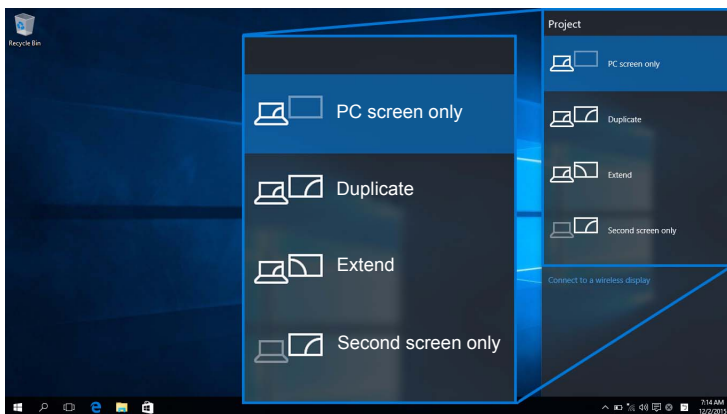 Recycle Bin
PC screen only
Duplicate
Extend
Second screen only
Project
PC screen only
Duplicate
Extend
Second screen only
Connect to a wireless display
7:14 AM